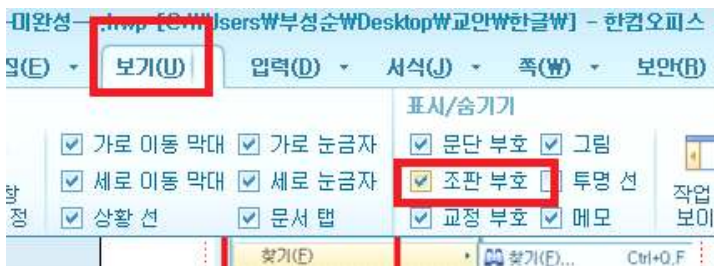 -미완성-
.hwp [C:\Users\부성순\Desktop\교안\한글\] - 한컴오피스
집(E) 보기(U) 입력(D) 서식(J) 쪽(W) 보안(R)
표시/숨기기
가로 이동 막대 가로 눈금자 문단 부호 그림
세로 이동 막대 세로 눈금자 조판 부호 투명 선 작업
창
정 상황 선 문서 탭 교정 부호 메모 보이
찾기(F) 찾기(F)... Ctrl+Q,F